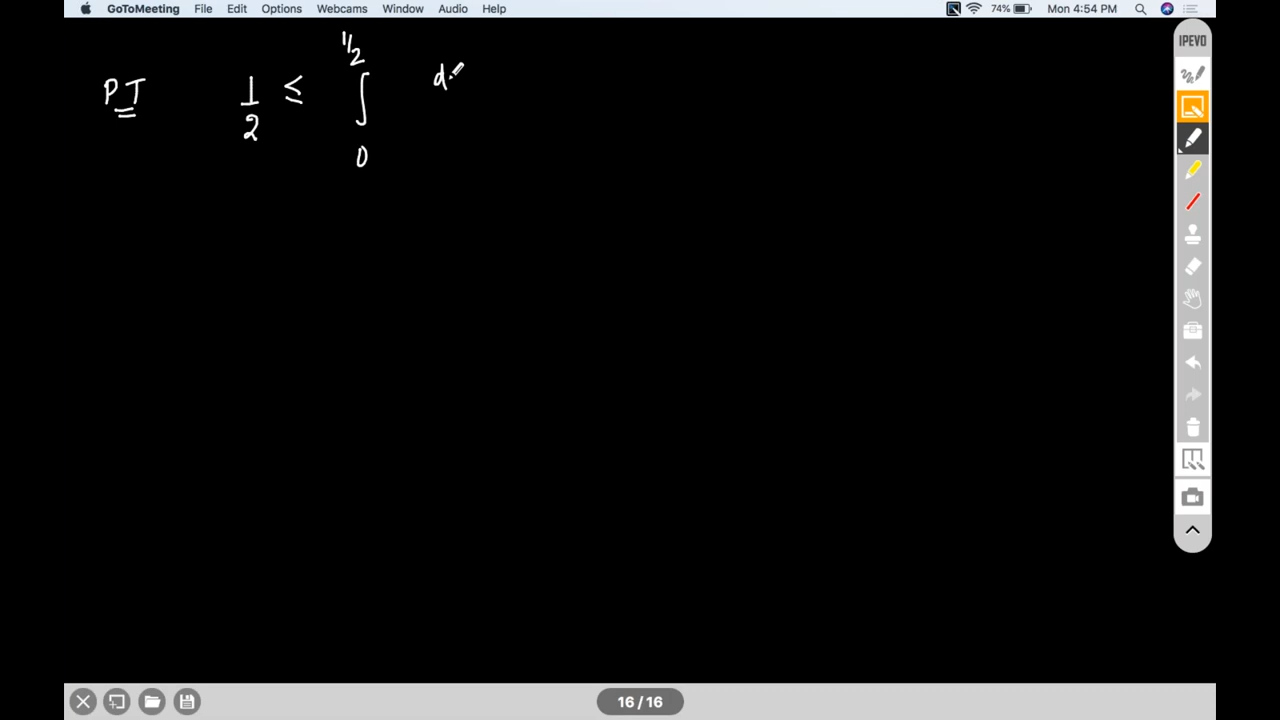 GoToMeeting File Edit Options Webcams Window Audio Help 74% Mon 4:54 PM
IPEVO
PT 1/2 ≤ ∫ 0 1/2 d
16 / 16